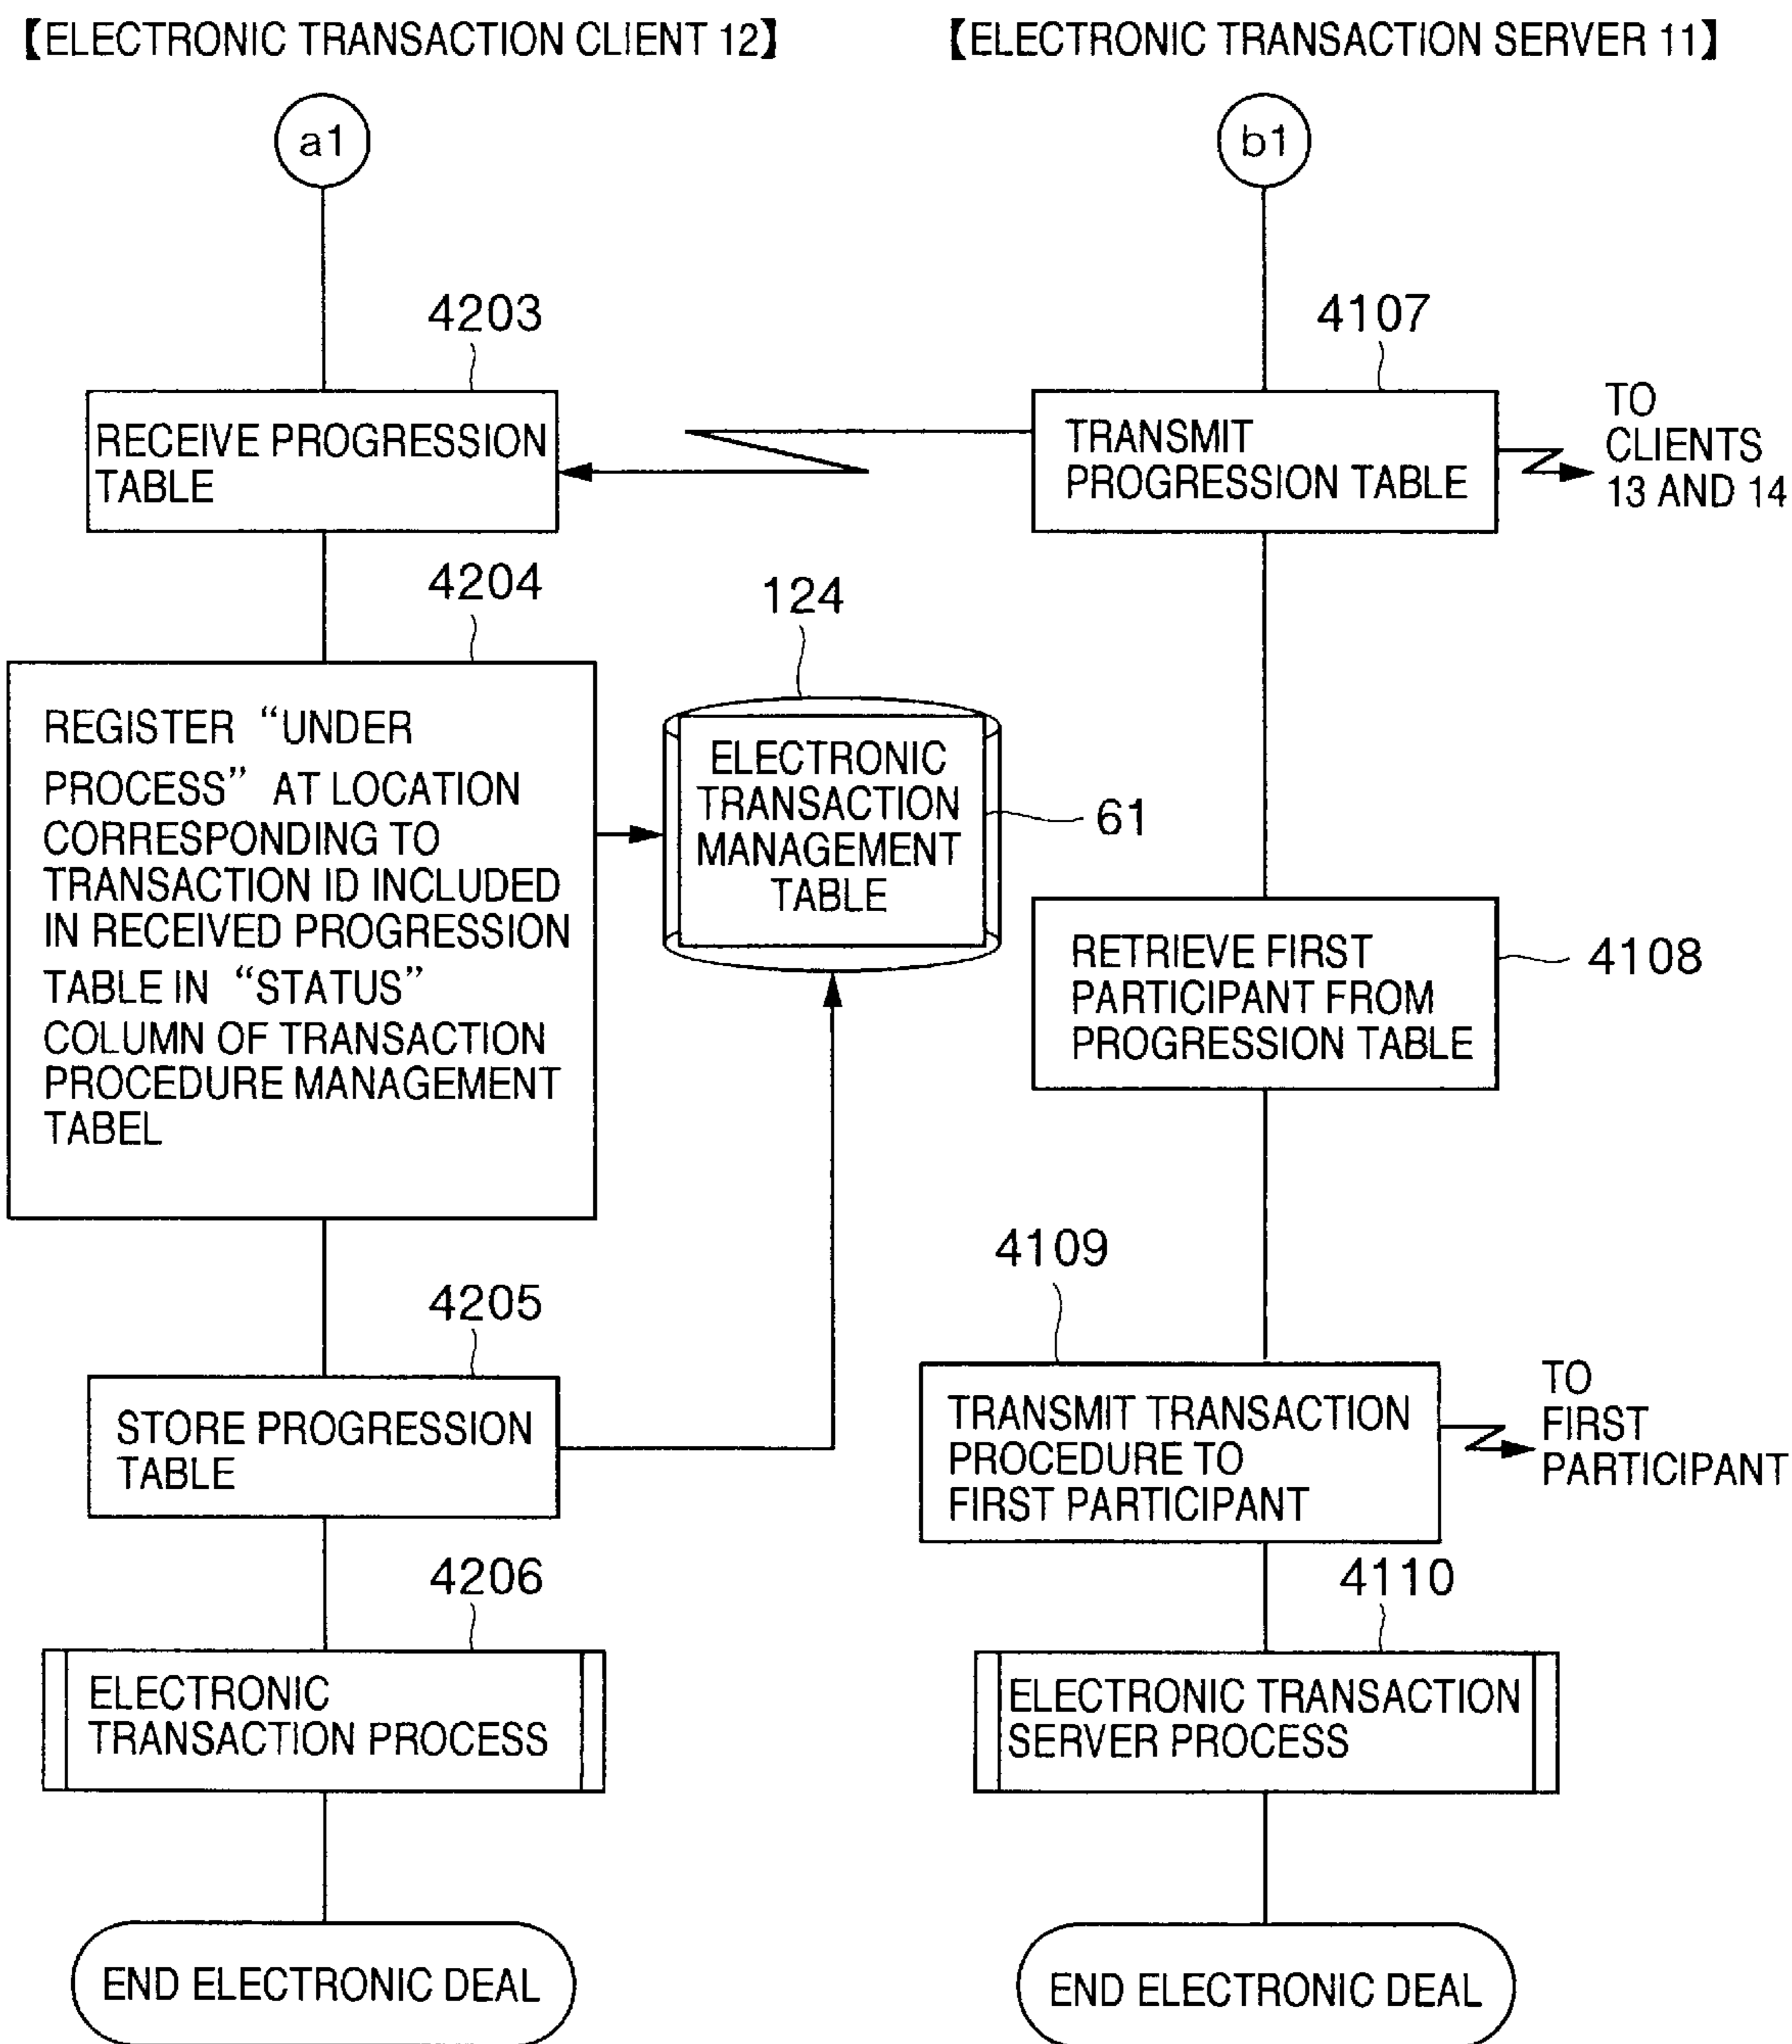 【ELECTRONIC TRANSACTION CLIENT 12】
【ELECTRONIC TRANSACTION SERVER 11】
a1
b1
4203
RECEIVE PROGRESSION
TABLE
4107
TRANSMIT
PROGRESSION TABLE
TO
CLIENTS
13 AND 14
4204
REGISTER “UNDER
PROCESS” AT LOCATION
CORRESPONDING TO
TRANSACTION ID INCLUDED
IN RECEIVED PROGRESSION
TABLE IN “STATUS”
COLUMN OF TRANSACTION
PROCEDURE MANAGEMENT
TABEL
124
ELECTRONIC
TRANSACTION
MANAGEMENT
TABLE
61
RETRIEVE FIRST
PARTICIPANT FROM
PROGRESSION TABLE
4108
4109
TRANSMIT TRANSACTION
PROCEDURE TO
FIRST PARTICIPANT
TO
FIRST
PARTICIPANT
4205
STORE PROGRESSION
TABLE
4206
ELECTRONIC
TRANSACTION PROCESS
4110
ELECTRONIC TRANSACTION
SERVER PROCESS
END ELECTRONIC DEAL
END ELECTRONIC DEAL